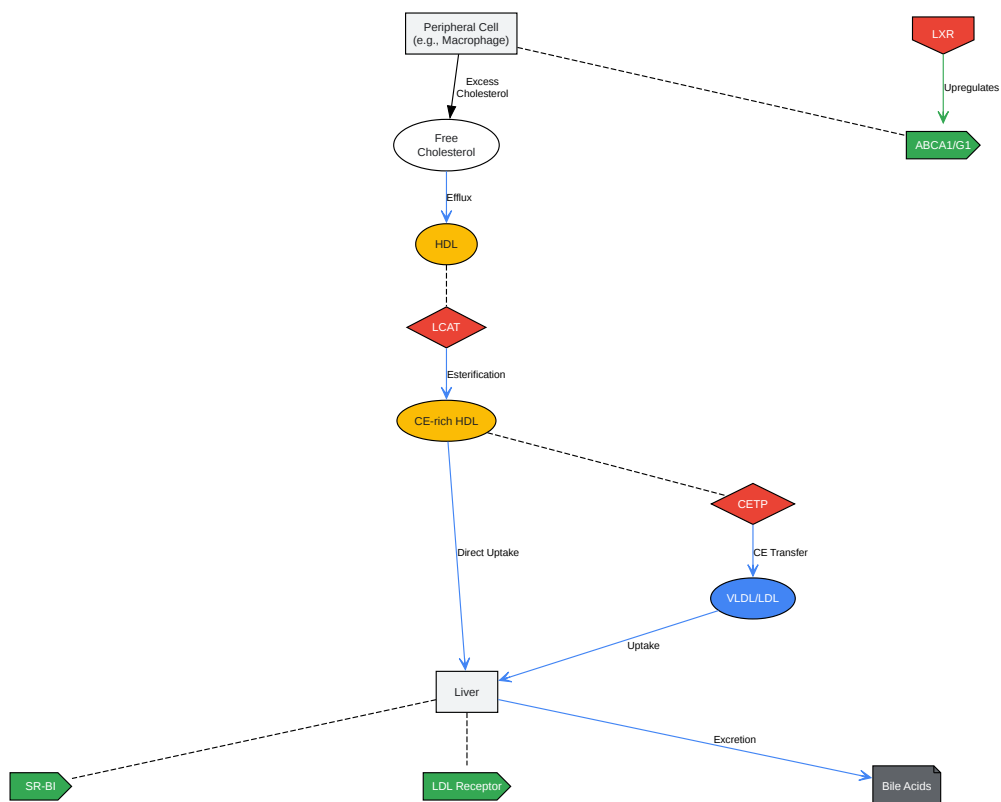 Peripheral Cell
(e.g., Macrophage)
LXR
Excess
Cholesterol
Upregulates
Free
Cholesterol
ABCA1/G1
Efflux
HDL
LCAT
Esterification
CE-rich HDL
CETP
Direct Uptake
CE Transfer
VLDL/LDL
Uptake
Liver
Excretion
SR-BI
LDL Receptor
Bile Acids